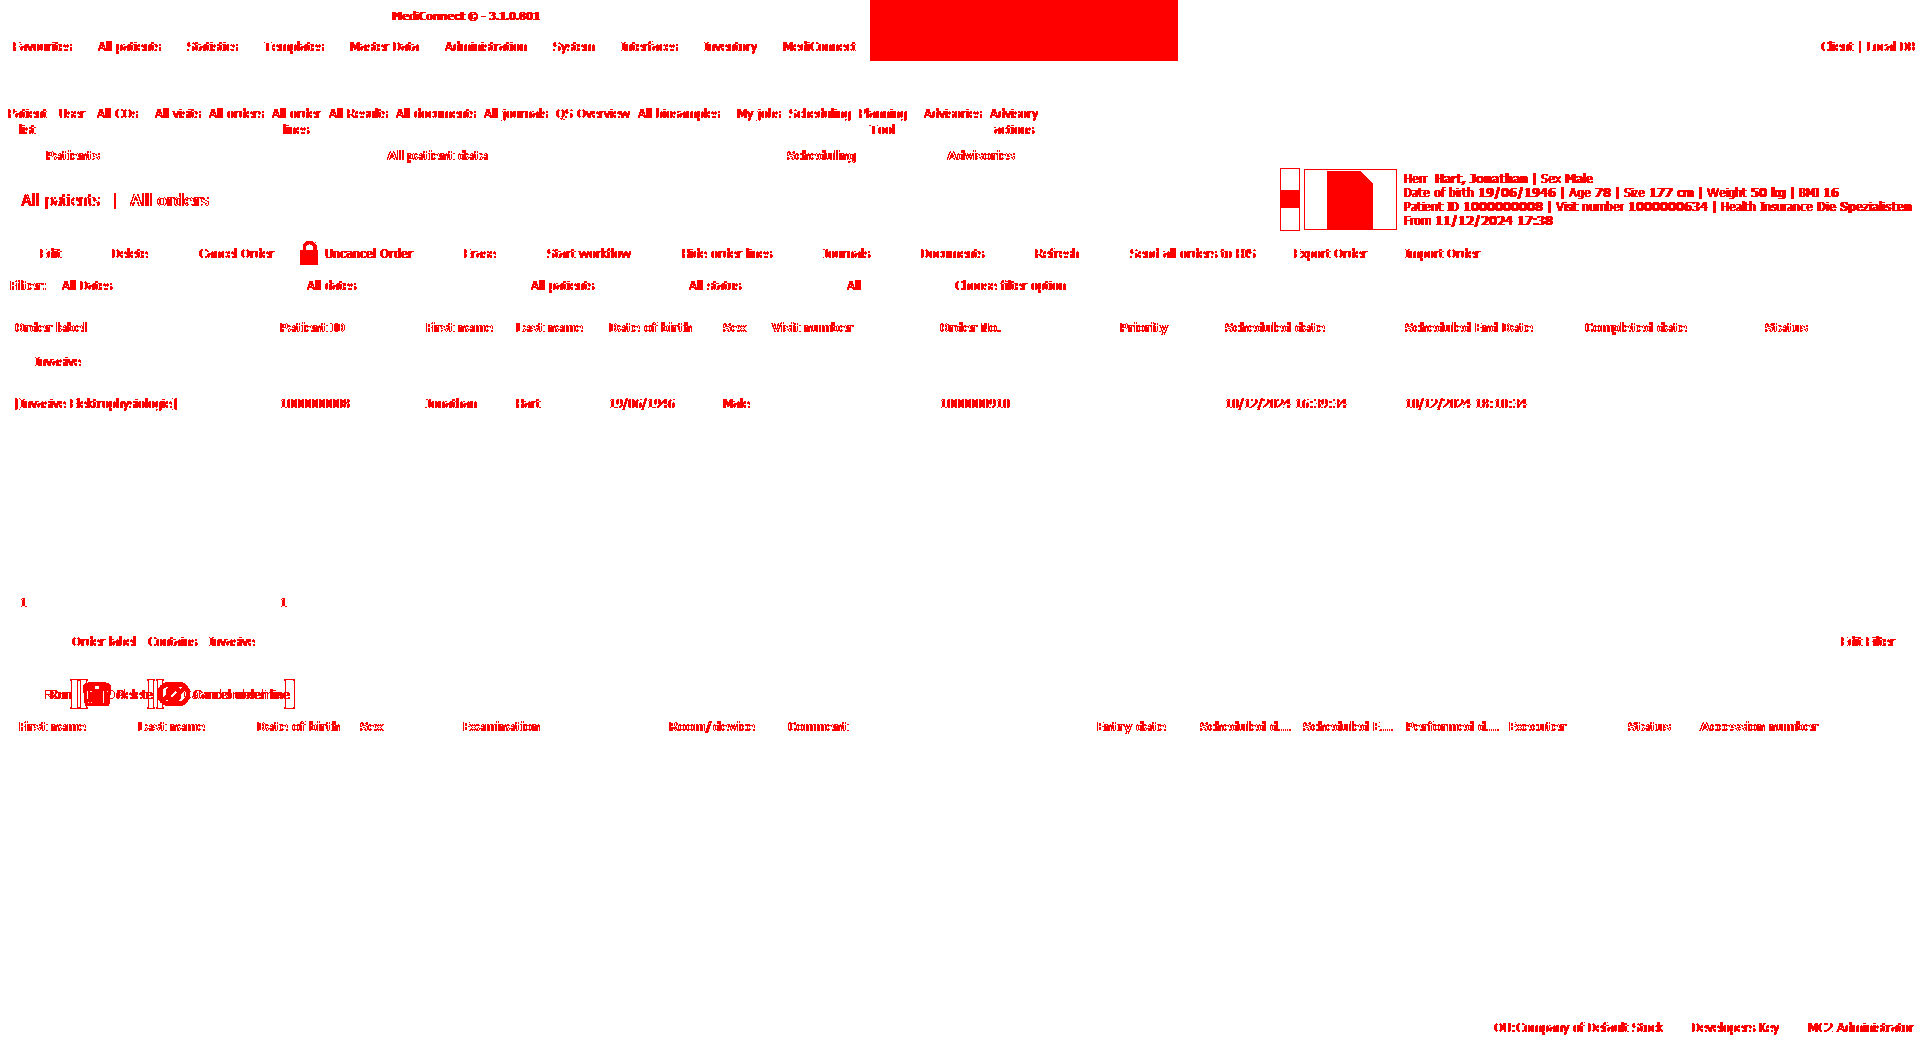 MediConnect © - 3.1.0.801
Favourites All patients Statistics Templates Master Data Administration System Interfaces Inventory MediConnect Client | Local DB
Patient list User All COs All visits All orders All order lines All Results All documents All journals QS Overview All biosamples My jobs Scheduling Planning Tool Advisories Advisory actions
Patients All patient data Scheduling Advisories
All patients | All orders
Herr Hart, Jonathan | Sex Male
Date of birth 19/06/1946 | Age 78 | Size 177 cm | Weight 50 kg | BMI 16
Patient ID 1000000008 | Visit number 1000000634 | Health Insurance Die Spezialisten
From 11/12/2024 17:38
Edit Delete Cancel Order Uncancel Order Erase Start workflow Hide order lines Journals Documents Refresh Send all orders to HIS Export Order Import Order
Filter: All Dates All dates All patients All status All Choose filter option
Order label Patient ID First name Last name Date of birth Sex Visit number Order No. Priority Scheduled date Scheduled End Date Completed date Status
Invasive
[Invasive Elektrophysiologie] 1000000008 Jonathan Hart 19/06/1946 Male 1000000910 10/12/2024 16:39:34 10/12/2024 18:10:34
1 1
Order label Contains Invasive Edit Filter
Run Delete Cancel order line
First name Last name Date of birth Sex Examination Room/device Comment Entry date Scheduled d.... Scheduled E.... Performed d.... Executer Status Accession number
OU:Company of Default Stock Developers Key MC2 Administrator